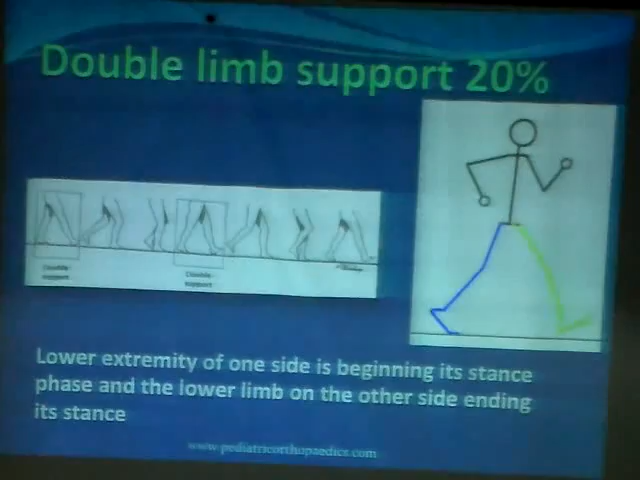 Double limb support 20%
Double
support
Double
support
Lower extremity of one side is beginning its stance
phase and the lower limb on the other side ending
its stance
www.pediatricorthopaedics.com